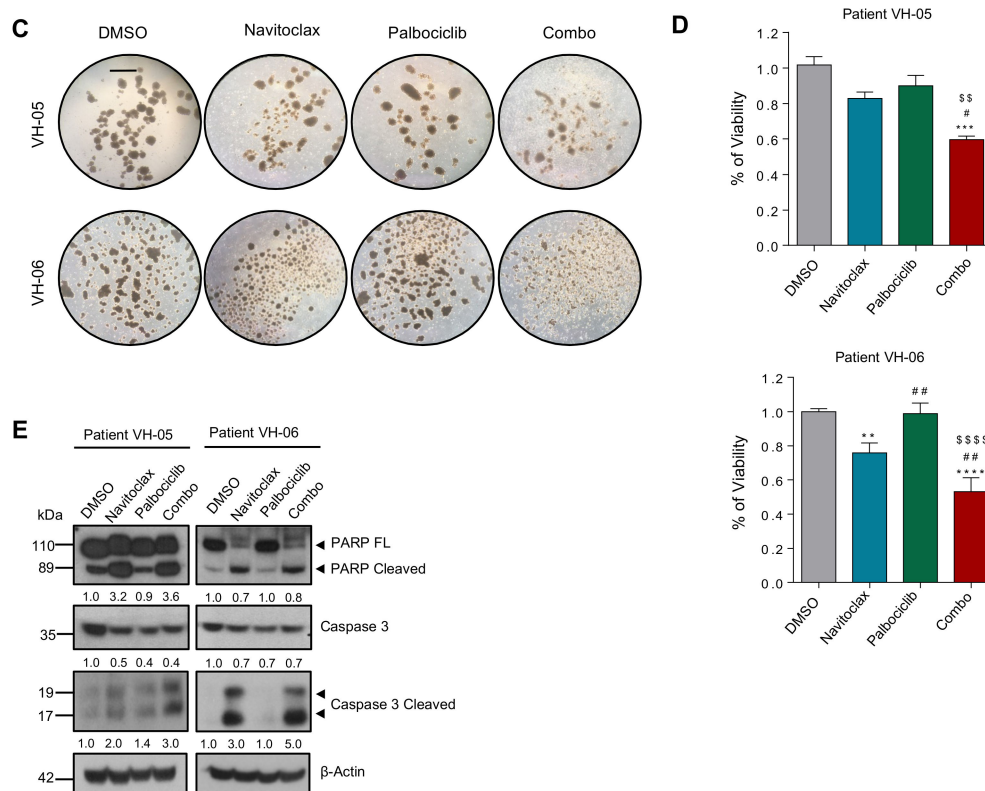 C
DMSO Navitoclax Palbociclib Combo
VH-05
VH-06
D
Patient VH-05
% of Viability
1.2
1.0
0.8
0.6
0.4
0.2
0.0
$$
#
***
DMSO Navitoclax Palbociclib Combo
Patient VH-06
% of Viability
1.2
1.0
0.8
0.6
0.4
0.2
0.0
**
##
$$$$
##
****
DMSO Navitoclax Palbociclib Combo
E
Patient VH-05 Patient VH-06
kDa
DMSO Navitoclax Palbociclib Combo DMSO Navitoclax Palbociclib Combo
110 PARP FL
89 PARP Cleaved
1.0 3.2 0.9 3.6 1.0 0.7 1.0 0.8
35 Caspase 3
1.0 0.5 0.4 0.4 1.0 0.7 0.7 0.7
19
Caspase 3 Cleaved
17
1.0 2.0 1.4 3.0 1.0 3.0 1.0 5.0
42 β-Actin